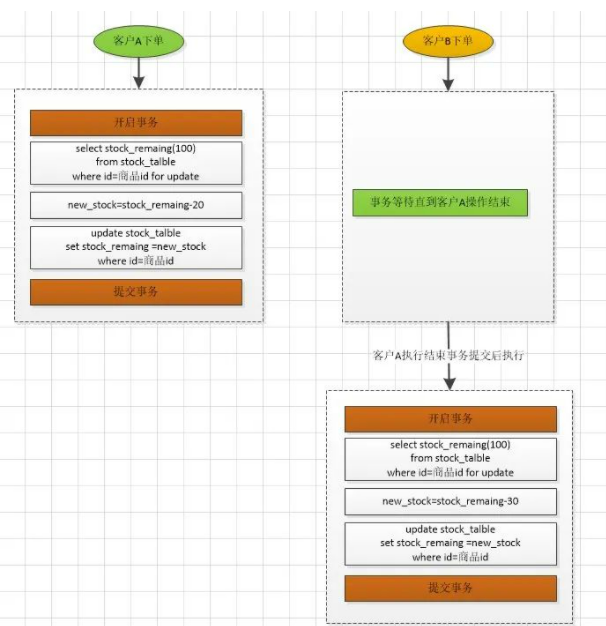 客户A下单
开启事务
select stock_remaing(100)
from stock_talble
where id=商品id for update
new_stock=stock_remaing-20
update stock_talble
set stock_remaing =new_stock
where id=商品id
提交事务
客户B下单
事务等待直到客户A操作结束
客户A执行结束事务提交后执行
开启事务
select stock_remaing(100)
from stock_talble
where id=商品id for update
new_stock=stock_remaing-30
update stock_talble
set stock_remaing =new_stock
where id=商品id
提交事务